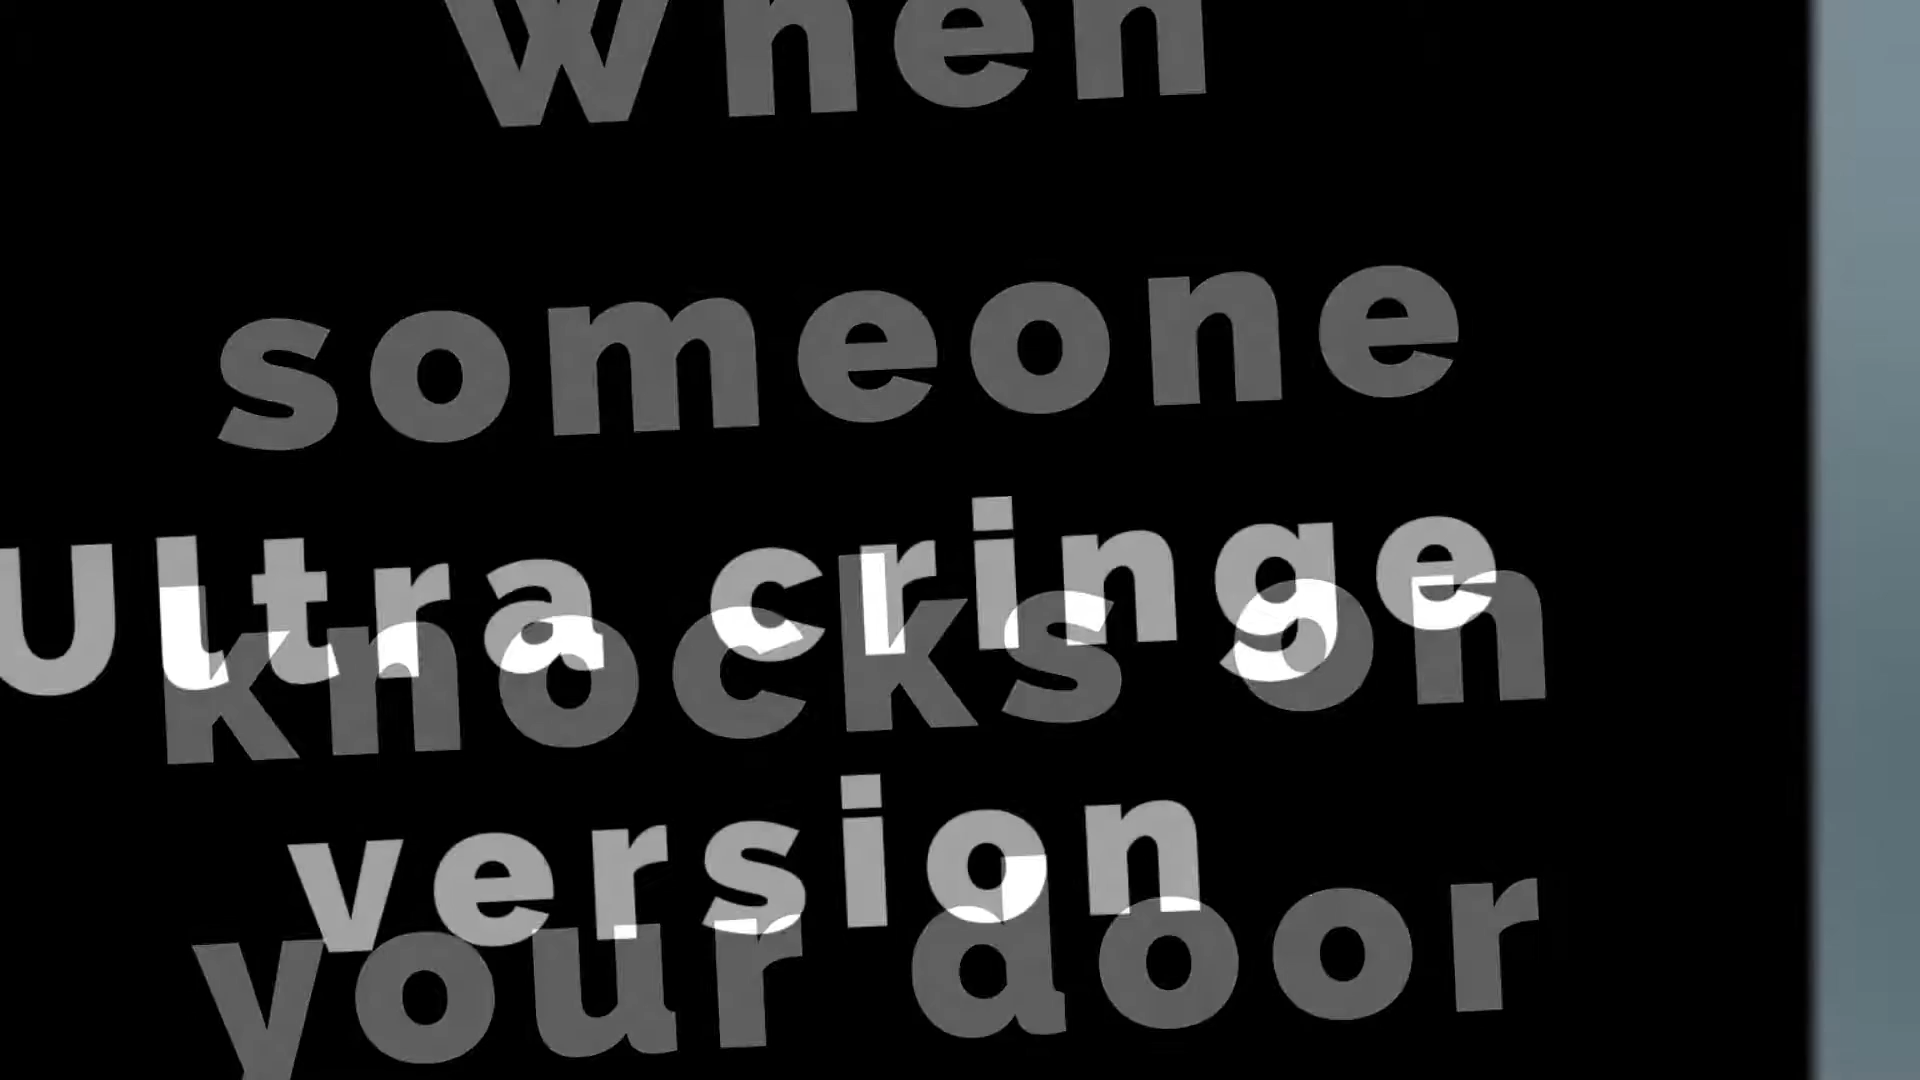 When
someone
knocks on
your door
Ultra cringe
version